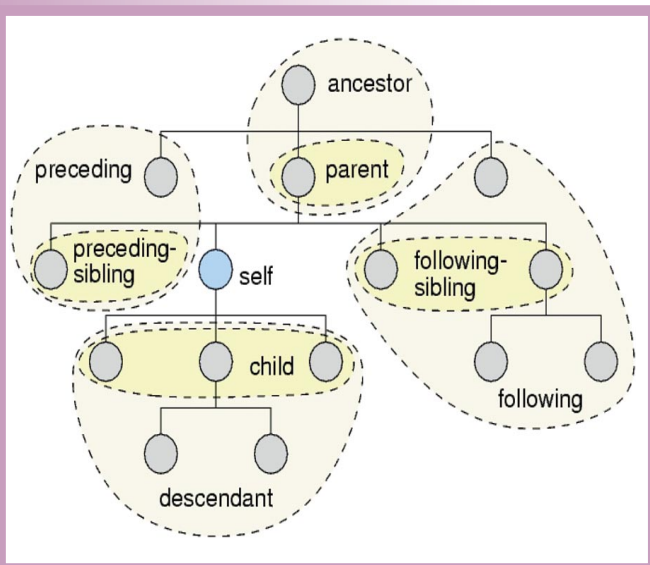 ancestor
preceding
parent
preceding-
sibling
self
following-
sibling
child
following
descendant